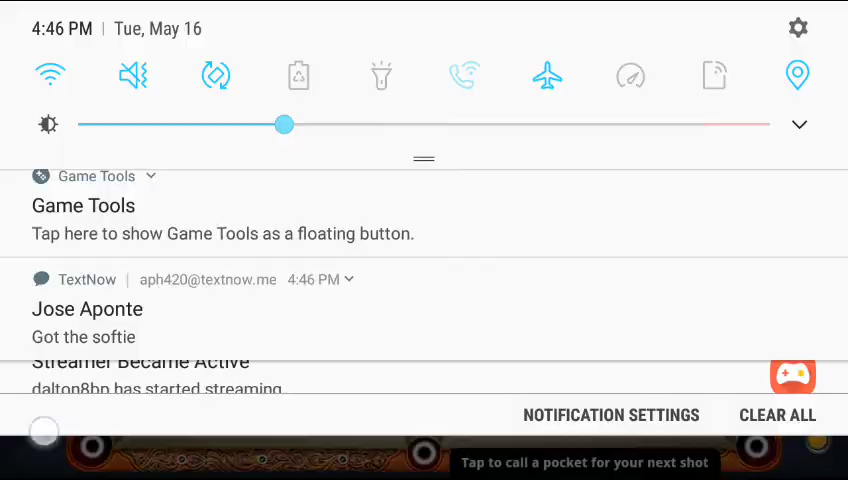 4:46 PM | Tue, May 16
Game Tools
Game Tools
Tap here to show Game Tools as a floating button.
TextNow | aph420@textnow.me 4:46 PM
Jose Aponte
Got the softie
Streamer Became Active
dalton8bp has started streaming.
NOTIFICATION SETTINGS CLEAR ALL
Tap to call a pocket for your next shot